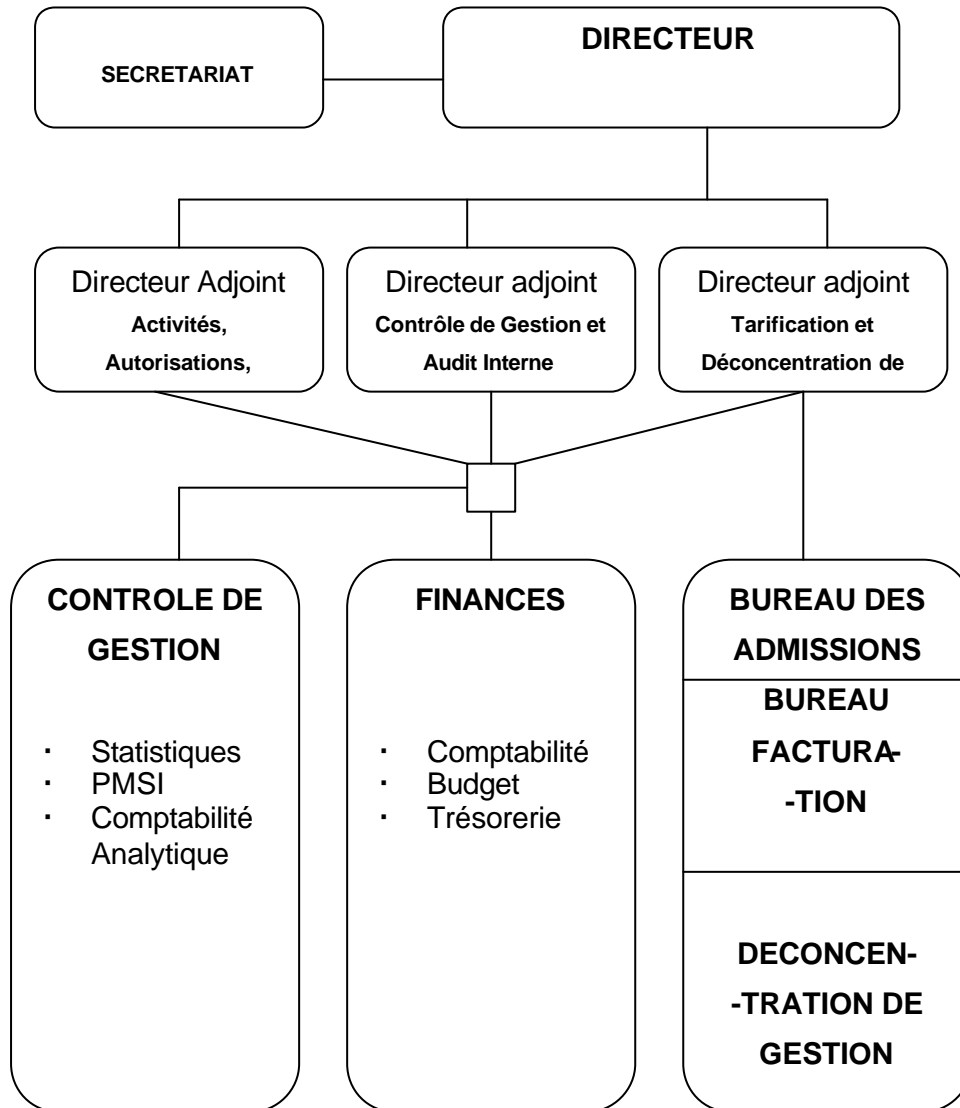 DIRECTEUR
SECRETARIAT
Directeur Adjoint
Activités,
Autorisations,
Directeur adjoint
Contrôle de Gestion et
Audit Interne
Directeur adjoint
Tarification et
Déconcentration de
CONTROLE DE
GESTION
· Statistiques
· PMSI
· Comptabilité
Analytique
FINANCES
· Comptabilité
· Budget
· Trésorerie
BUREAU DES
ADMISSIONS
BUREAU
FACTURA-
-TION
DECONCEN-
-TRATION DE
GESTION